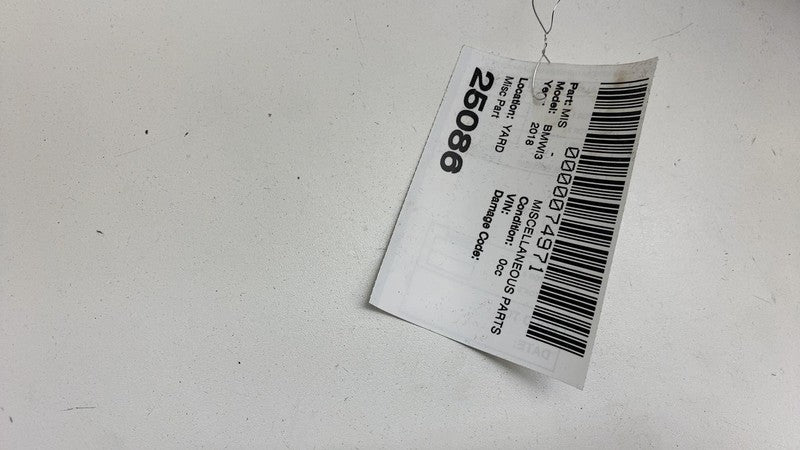 0000074971
Part: MIS - MISCELLANEOUS PARTS
Model: BMWI3 Condition: 0cc
Year: 2018 VIN:
Location: YARD Damage Code:
Misc Part
25086
DATE: